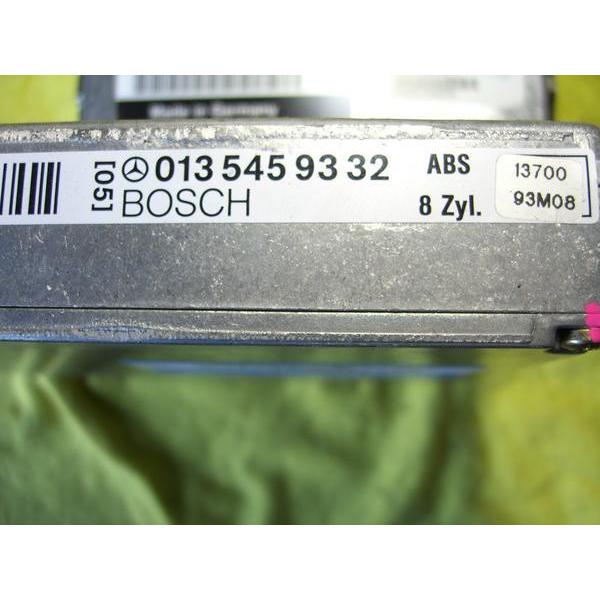 Made in Germany
[05] 013 545 93 32 ABS 13700
BOSCH 8 Zyl. 93M08